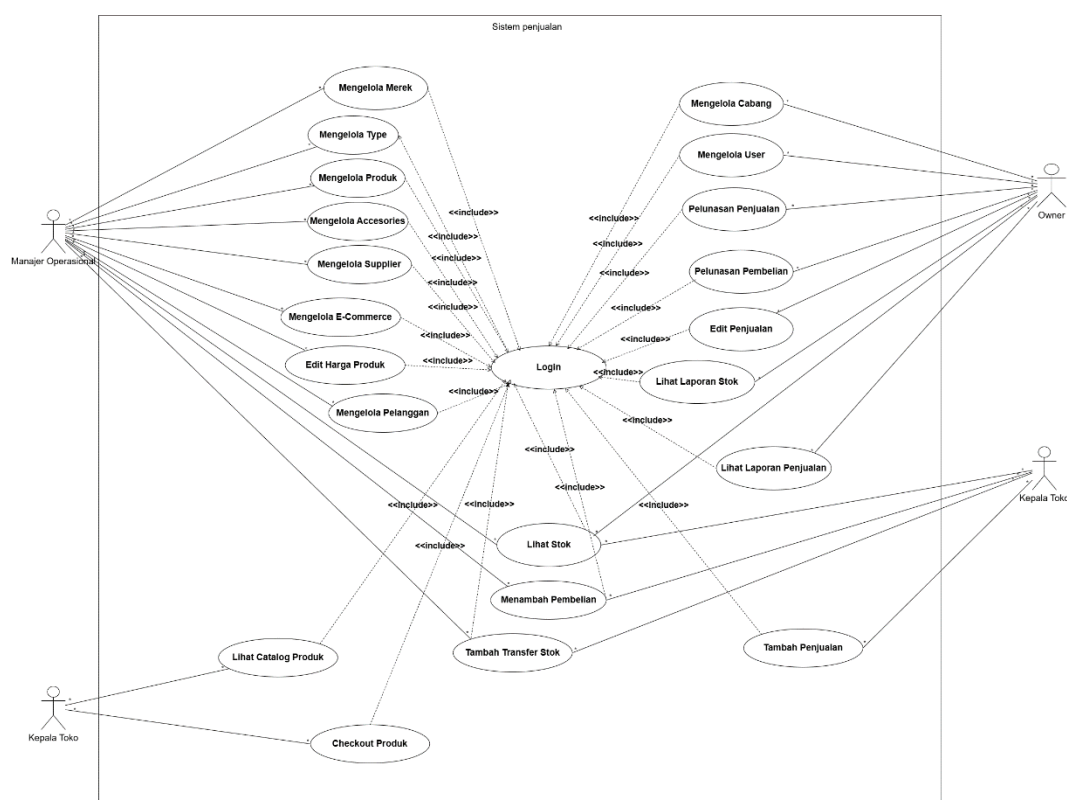 Sistem penjualan
Mengelola Merek
Mengelola Cabang
Mengelola Type
Mengelola User
Mengelola Produk
Pelunasan Penjualan
<<include>>
<<include>>
Mengelola Accesories
Owner
Manajer Operasional
<<include>>
<<include>>
Mengelola Supplier
<<include>>
<<include>>
Pelunasan Pembelian
<<include>>
<<include>>
Mengelola E-Commerce
Edit Penjualan
<<include>>
<<include>>
Edit Harga Produk
<<include>>
Login
<<include>>
Lihat Laporan Stok
<<include>>
Mengelola Pelanggan
<<include>>
<<include>>
<<include>>
Lihat Laporan Penjualan
Kepala Toko
<<include>>
<<include>>
<<include>>
<<include>>
<<include>>
Lihat Stok
Menambah Pembelian
Lihat Catalog Produk
Tambah Transfer Stok
Tambah Penjualan
Kepala Toko
Checkout Produk